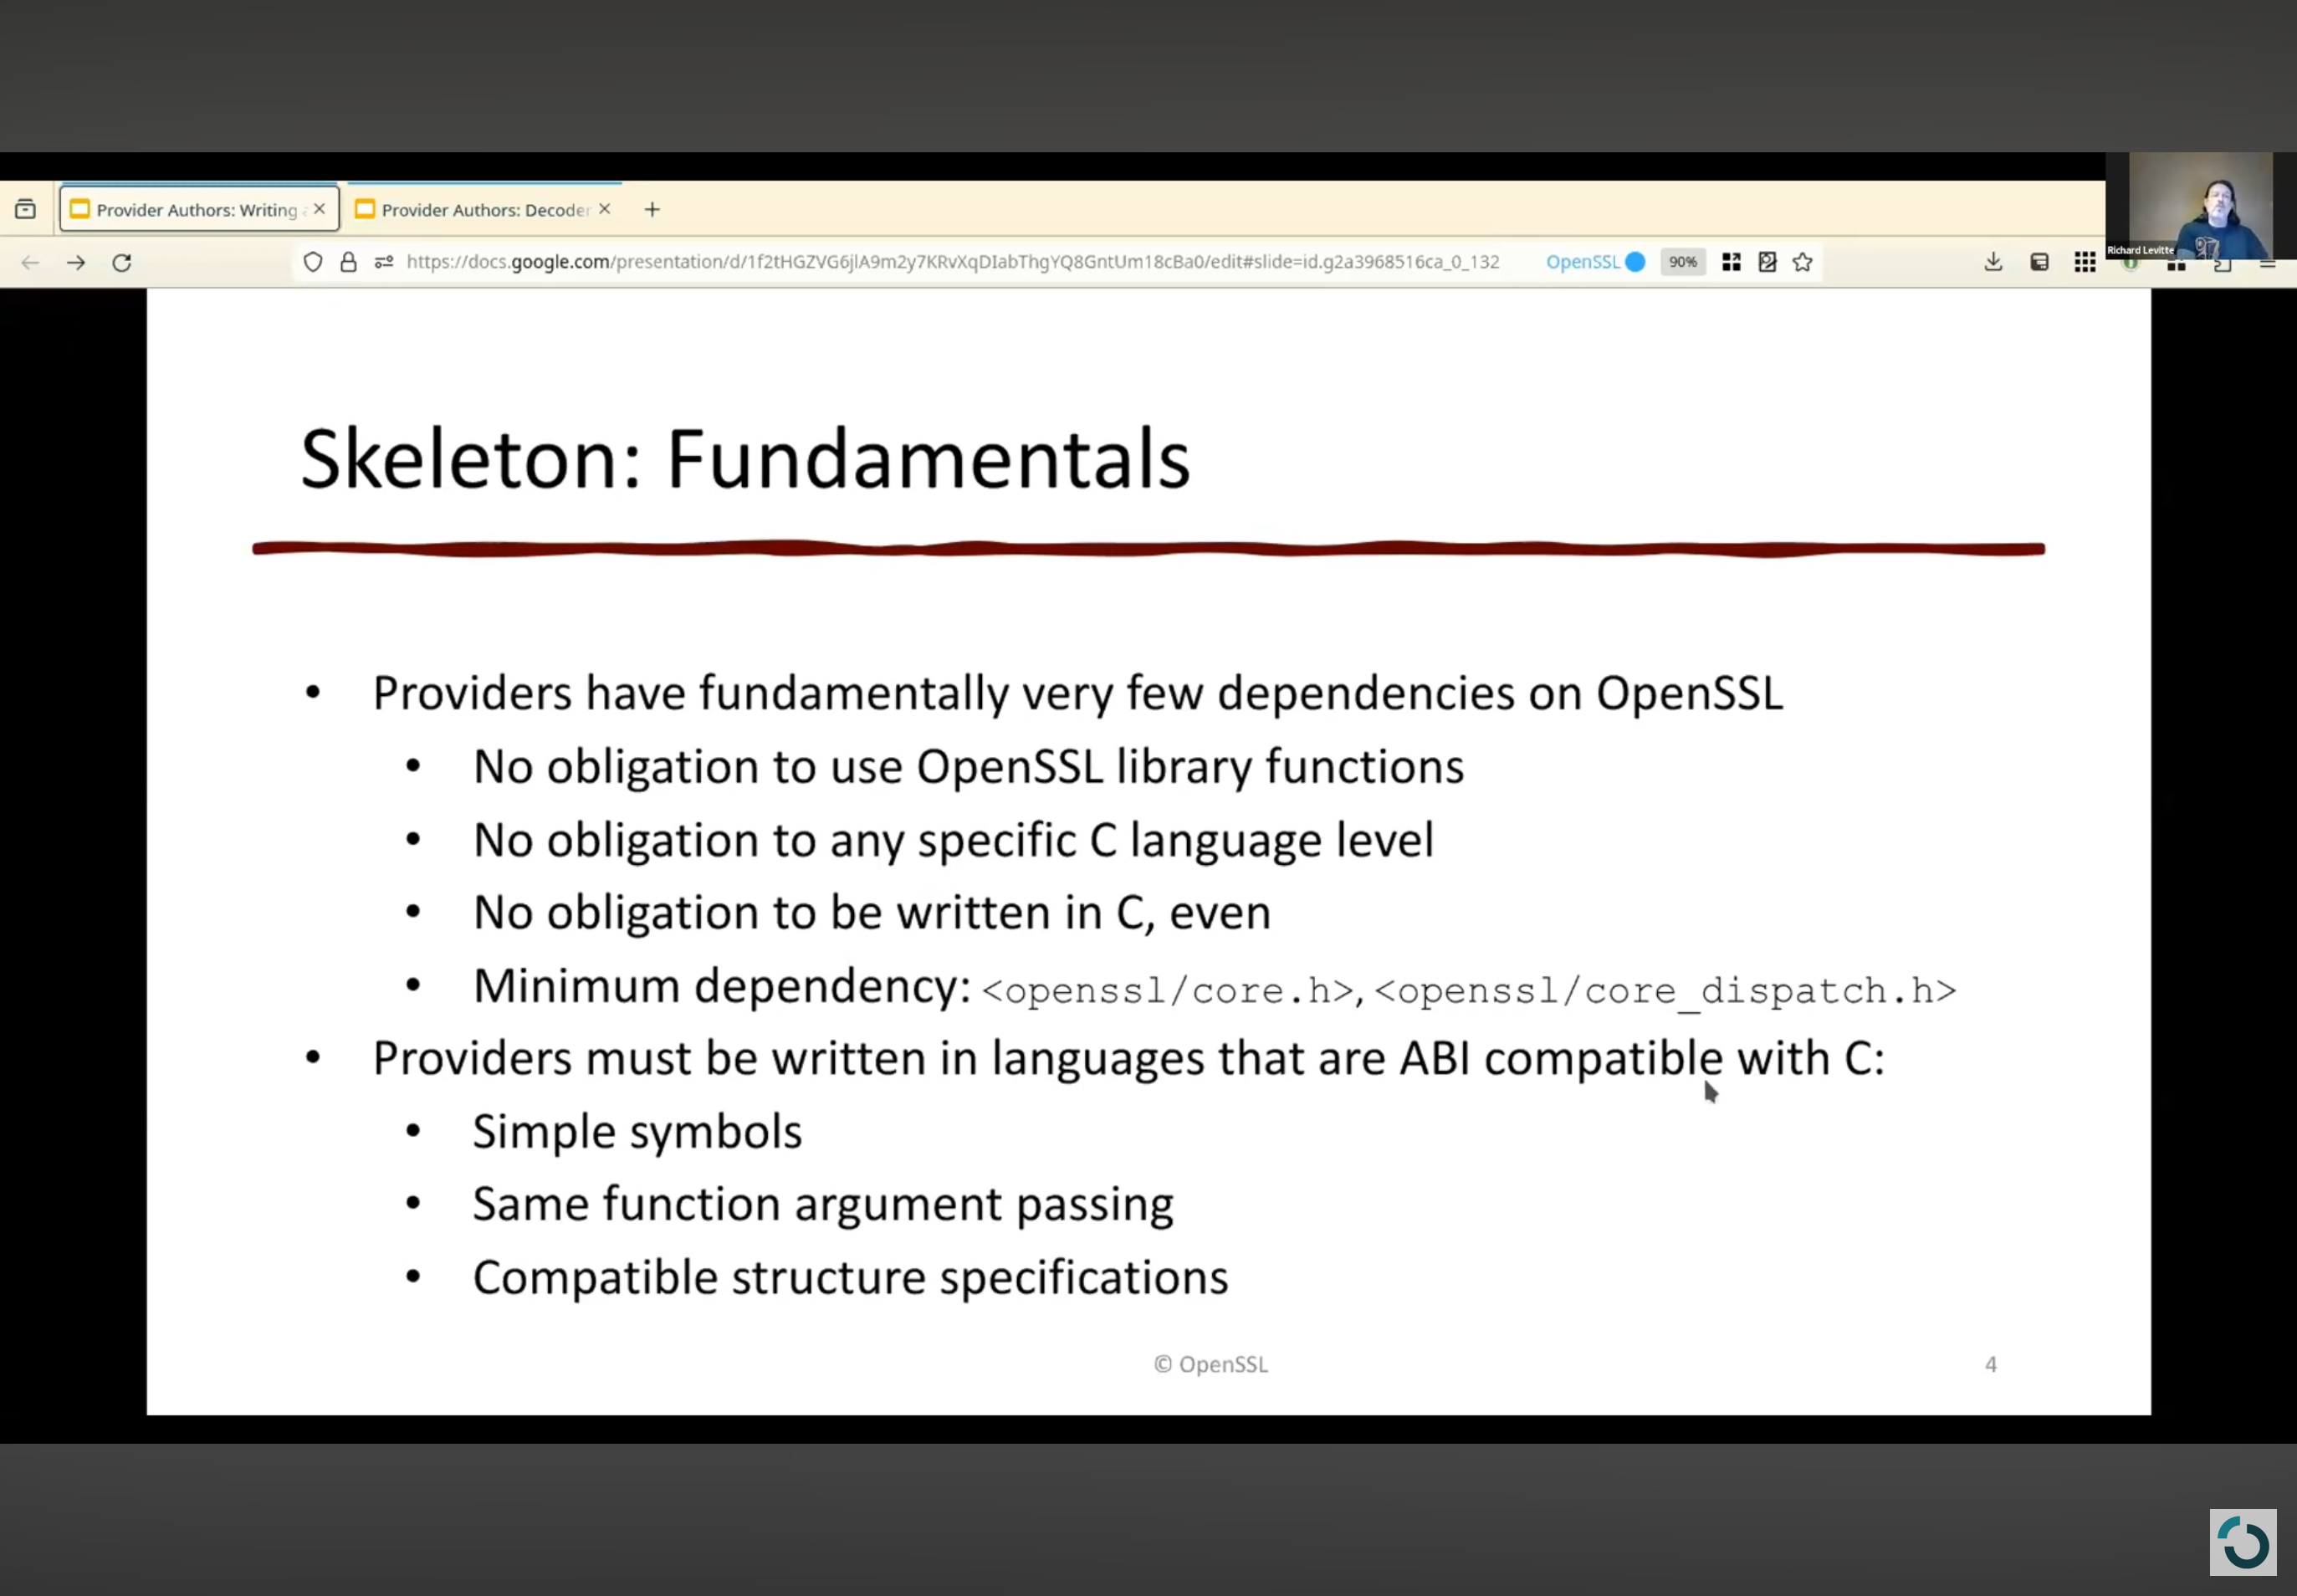 Provider Authors: Writing
Provider Authors: Decoder
https://docs.google.com/presentation/d/1f2tHGZVG6jlA9m2y7KRvXqDIabThgYQ8GntUm18cBa0/edit#slide=id.g2a3968516ca_0_132
OpenSSL
90%
Richard Levitte
Skeleton: Fundamentals
• Providers have fundamentally very few dependencies on OpenSSL
• No obligation to use OpenSSL library functions
• No obligation to any specific C language level
• No obligation to be written in C, even
• Minimum dependency: <openssl/core.h>, <openssl/core_dispatch.h>
• Providers must be written in languages that are ABI compatible with C:
• Simple symbols
• Same function argument passing
• Compatible structure specifications
© OpenSSL
4